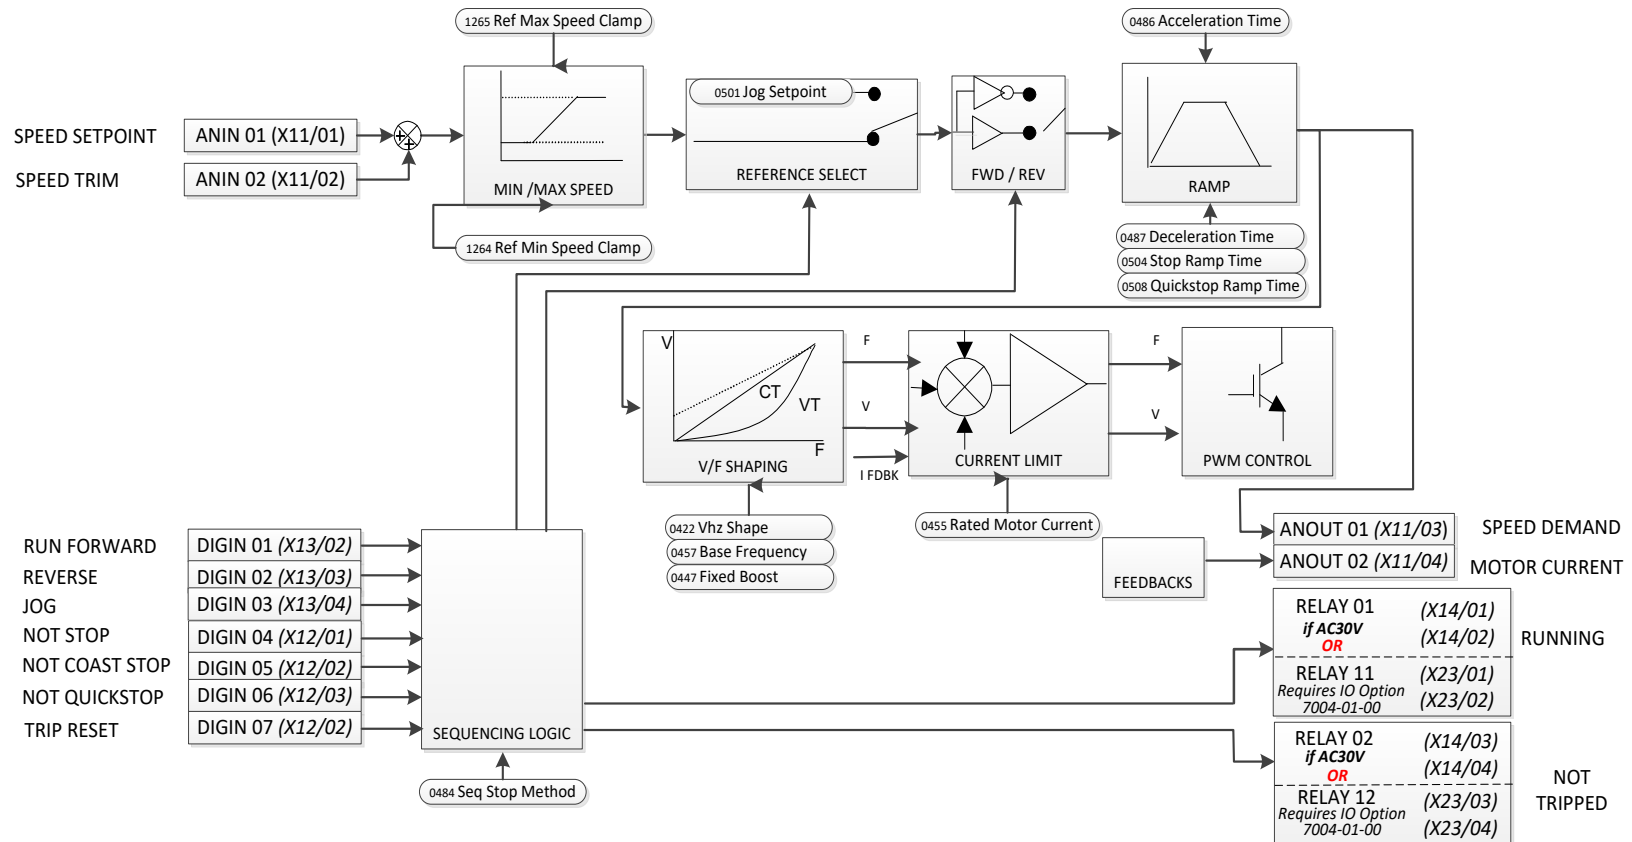 1265 Ref Max Speed Clamp
0486 Acceleration Time
SPEED SETPOINT
ANIN 01 (X11/01)
+
+
SPEED TRIM
ANIN 02 (X11/02)
MIN /MAX SPEED
0501 Jog Setpoint
REFERENCE SELECT
FWD / REV
RAMP
1264 Ref Min Speed Clamp
0487 Deceleration Time
0504 Stop Ramp Time
0508 Quickstop Ramp Time
V
CT
VT
F
V/F SHAPING
F
V
I FDBK
CURRENT LIMIT
F
V
PWM CONTROL
0422 Vhz Shape
0457 Base Frequency
0447 Fixed Boost
0455 Rated Motor Current
FEEDBACKS
ANOUT 01 (X11/03)
SPEED DEMAND
ANOUT 02 (X11/04)
MOTOR CURRENT
RUN FORWARD
DIGIN 01 (X13/02)
REVERSE
DIGIN 02 (X13/03)
JOG
DIGIN 03 (X13/04)
NOT STOP
DIGIN 04 (X12/01)
NOT COAST STOP
DIGIN 05 (X12/02)
NOT QUICKSTOP
DIGIN 06 (X12/03)
TRIP RESET
DIGIN 07 (X12/02)
SEQUENCING LOGIC
0484 Seq Stop Method
RELAY 01
if AC30V
OR
(X14/01)
(X14/02)
RUNNING
RELAY 11
Requires IO Option
7004-01-00
(X23/01)
(X23/02)
RELAY 02
if AC30V
OR
(X14/03)
(X14/04)
NOT
TRIPPED
RELAY 12
Requires IO Option
7004-01-00
(X23/03)
(X23/04)